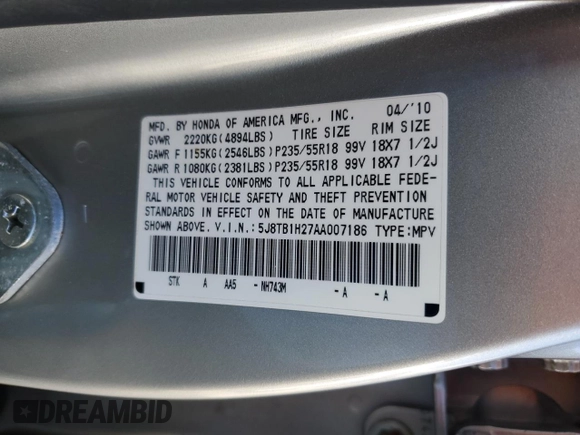 MFD. BY HONDA OF AMERICA MFG., INC. 04/'10
GVWR 2220KG(4894LBS) TIRE SIZE RIM SIZE
GAWR F 1155KG(2546LBS)P235/55R18 99V 18X7 1/2J
GAWR R 1080KG(2381LBS)P235/55R18 99V 18X7 1/2J
THIS VEHICLE CONFORMS TO ALL APPLICABLE FEDE-
RAL MOTOR VEHICLE SAFETY AND THEFT PREVENTION
STANDARDS IN EFFECT ON THE DATE OF MANUFACTURE
SHOWN ABOVE. V.I.N.:5J8TB1H27AA007186 TYPE:MPV
STK A AA5 - NH743M - A - A
DREAMBID